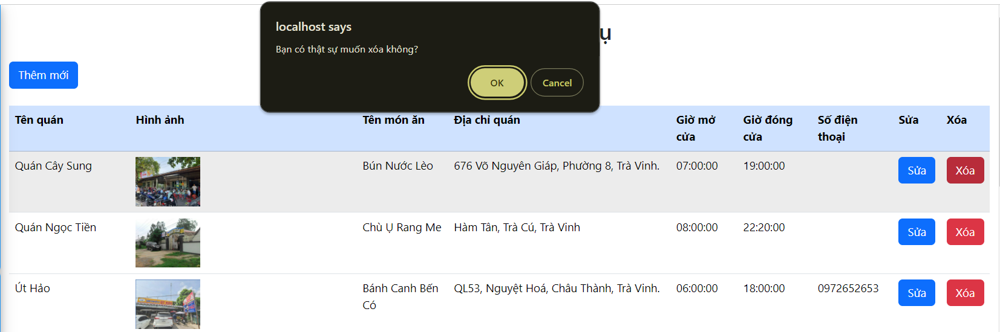 localhost says
Bạn có thật sự muốn xóa không?
OK
Cancel
ụ
Thêm mới
Tên quán Hình ảnh Tên món ăn Địa chỉ quán Giờ mở cửa Giờ đóng cửa Số điện thoại Sửa Xóa
Quán Cây Sung Bún Nước Lèo 676 Võ Nguyên Giáp, Phường 8, Trà Vinh. 07:00:00 19:00:00 Sửa Xóa
Quán Ngọc Tiền Chù Ụ Rang Me Hàm Tân, Trà Cú, Trà Vinh 08:00:00 22:20:00 Sửa Xóa
Út Hảo Bánh Canh Bến Có QL53, Nguyệt Hoá, Châu Thành, Trà Vinh. 06:00:00 18:00:00 0972652653 Sửa Xóa